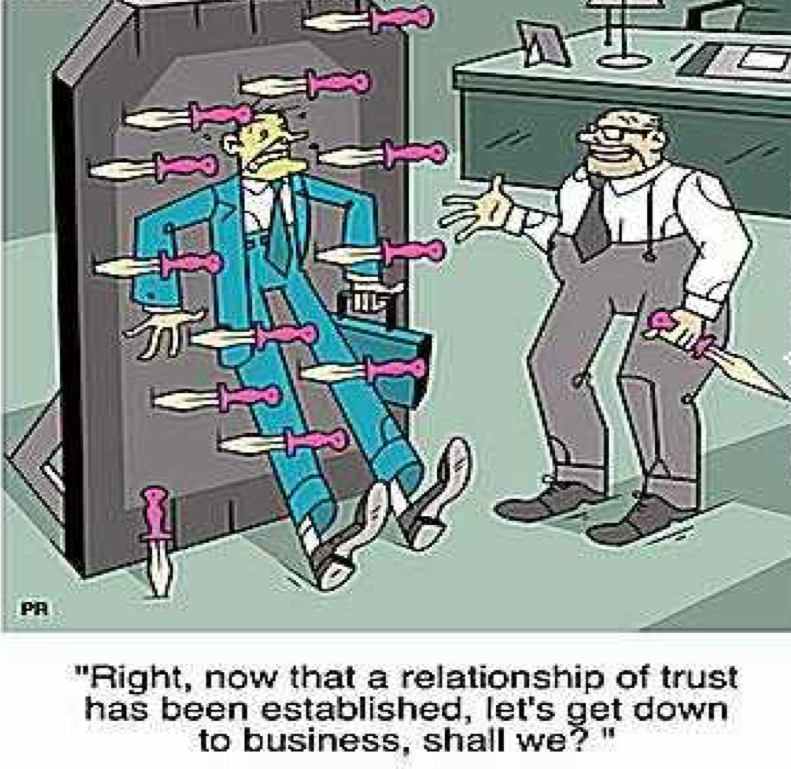 PR
"Right, now that a relationship of trust
has been established, let's get down
to business, shall we? "